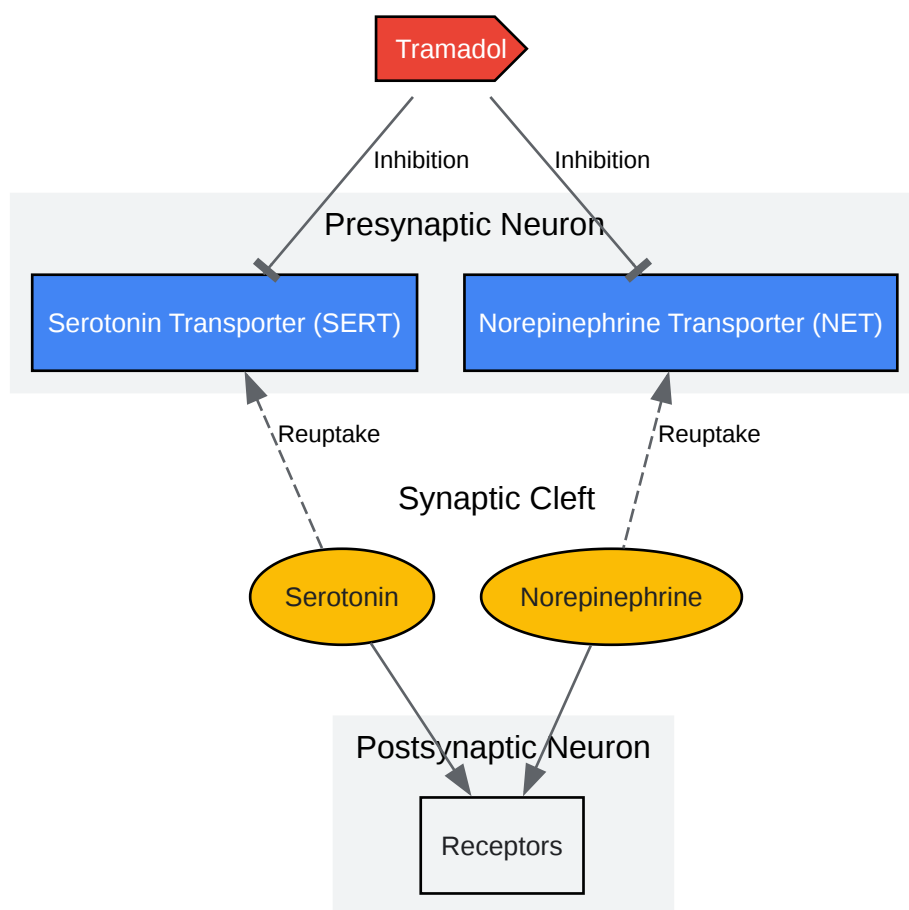 Tramadol
Inhibition
Inhibition
Presynaptic Neuron
Serotonin Transporter (SERT)
Norepinephrine Transporter (NET)
Reuptake
Reuptake
Synaptic Cleft
Serotonin
Norepinephrine
Postsynaptic Neuron
Receptors